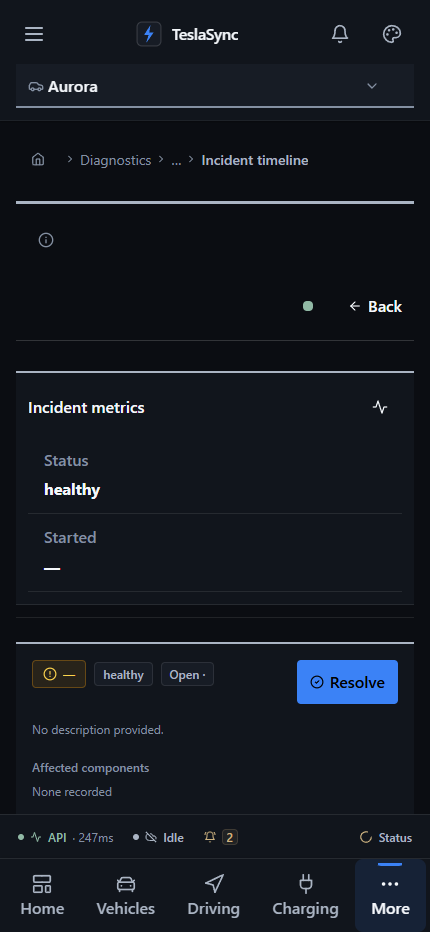 TeslaSync
Aurora
Diagnostics ... Incident timeline
Back
Incident metrics
Status
healthy
Started
—
— healthy Open · Resolve
No description provided.
Affected components
None recorded
API · 247ms Idle 2 Status
Home Vehicles Driving Charging More